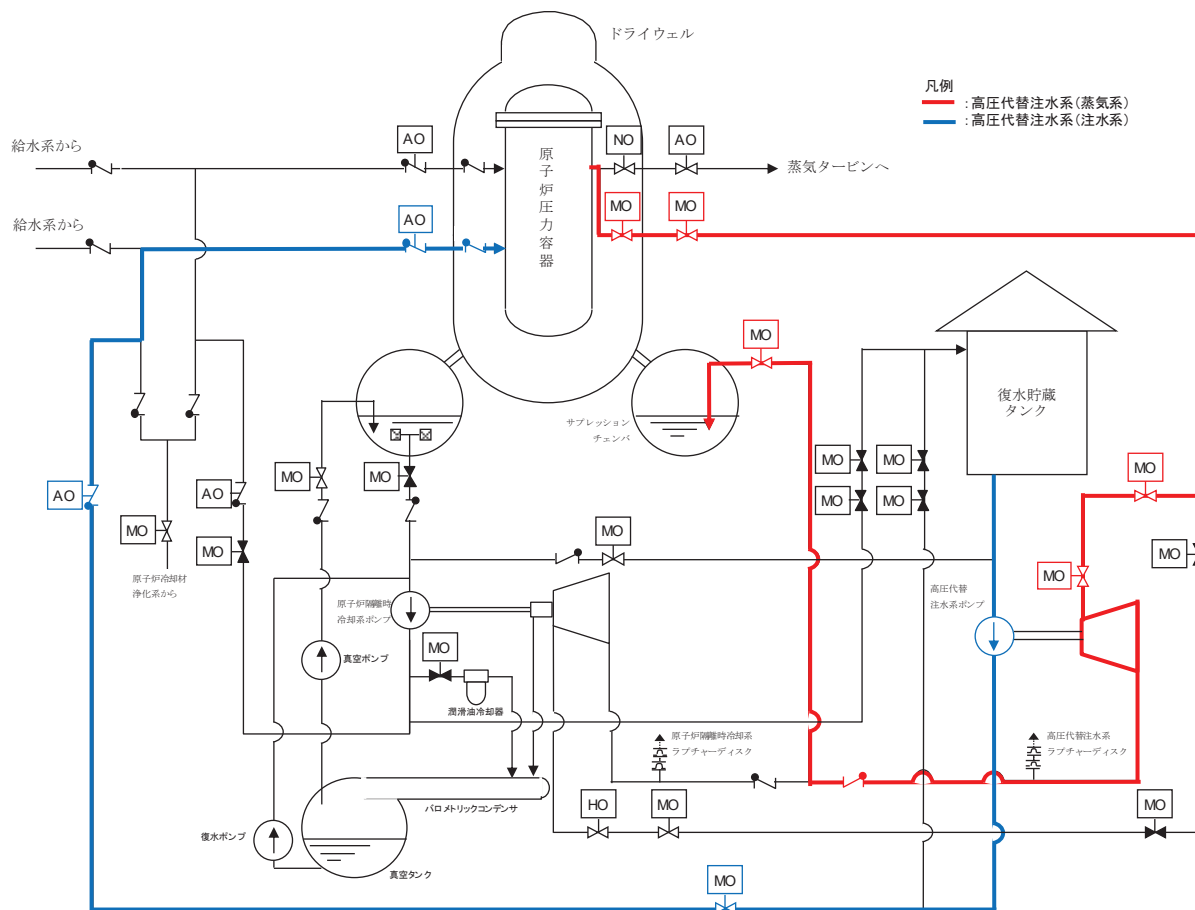 ドライウェル
凡例
:高圧代替注水系(蒸気系)
:高圧代替注水系(注水系)
給水系から
AO
NO
AO
蒸気タービンへ
原子炉圧力容器
給水系から
AO
MO
MO
MO
復水貯蔵
タンク
サプレッション
チェンバ
MO
MO
MO
MO
MO
MO
MO
AO
AO
MO
MO
MO
MO
MO
原子炉冷却材
浄化系から
原子炉隔離時
冷却系ポンプ
高圧代替
注水系ポンプ
真空ポンプ
MO
潤滑油冷却器
原子炉隔離時冷却系
ラプチャーディスク
高圧代替注水系
ラプチャーディスク
バロメトリックコンデンサ
HO
MO
MO
復水ポンプ
真空タンク
MO